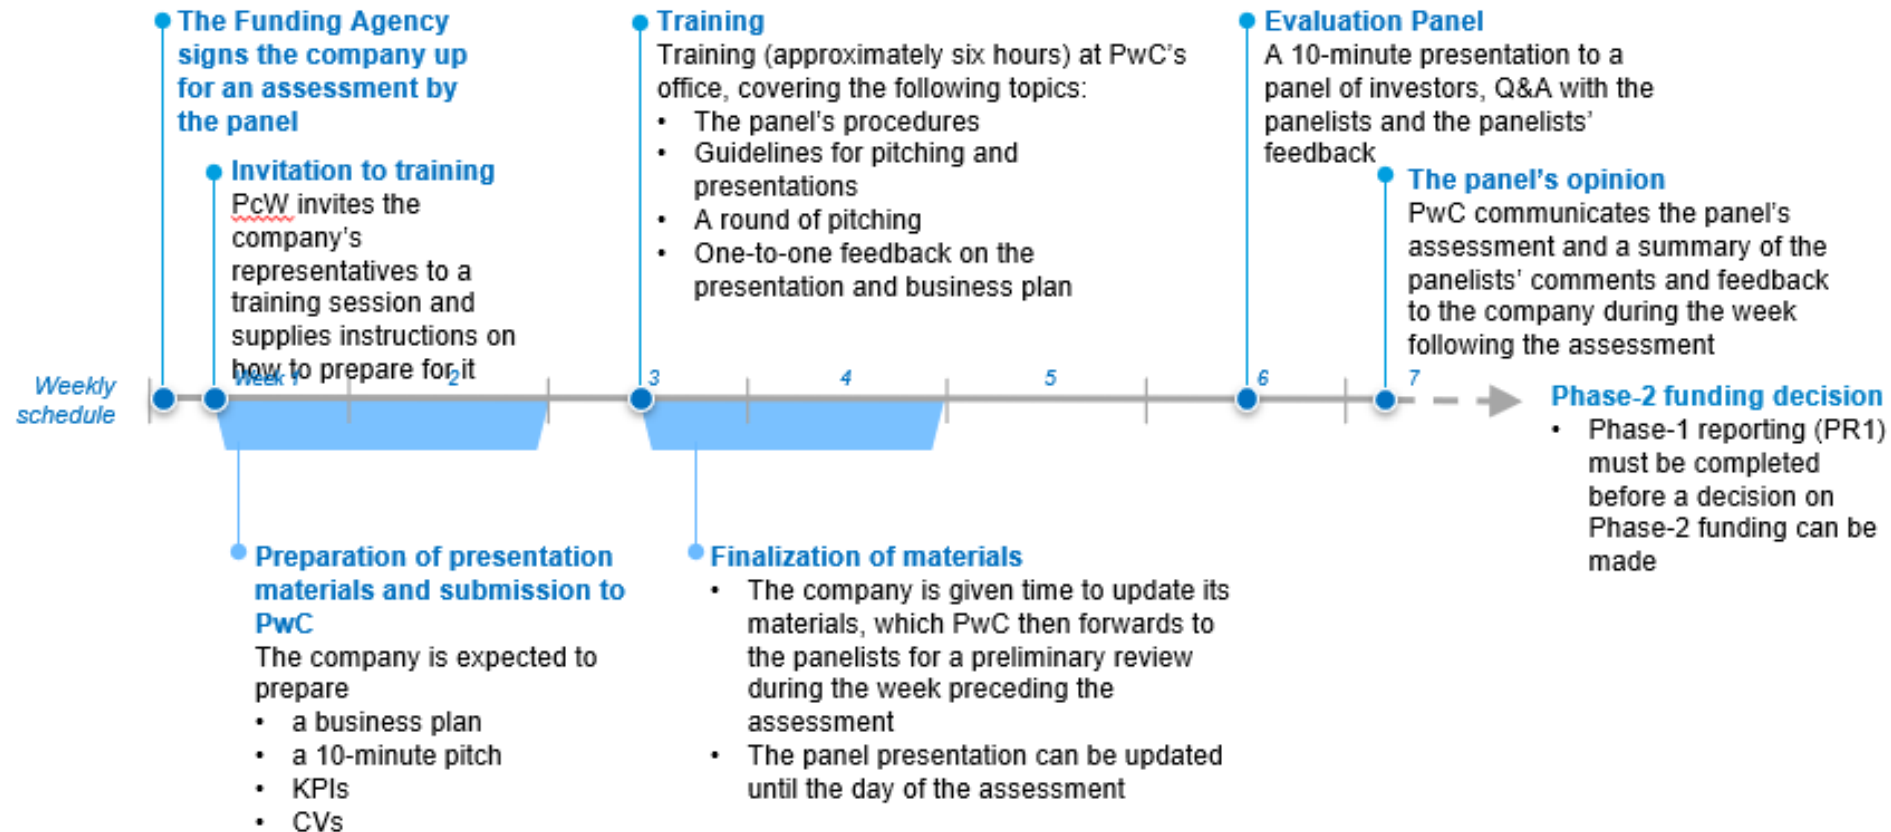 The Funding Agency
signs the company up
for an assessment by
the panel
Invitation to training
PcW invites the
company's
representatives to a
training session and
supplies instructions on
how to prepare for it
Training
Training (approximately six hours) at PwC's
office, covering the following topics:
• The panel's procedures
• Guidelines for pitching and
presentations
• A round of pitching
• One-to-one feedback on the
presentation and business plan
Evaluation Panel
A 10-minute presentation to a
panel of investors, Q&A with the
panelists and the panelists'
feedback
The panel's opinion
PwC communicates the panel's
assessment and a summary of the
panelists' comments and feedback
to the company during the week
following the assessment
Weekly
schedule
Week 1
2
3
4
5
6
7
Phase-2 funding decision
• Phase-1 reporting (PR1)
must be completed
before a decision on
Phase-2 funding can be
made
Preparation of presentation
materials and submission to
PwC
The company is expected to
prepare
• a business plan
• a 10-minute pitch
• KPIs
• CVs
Finalization of materials
• The company is given time to update its
materials, which PwC then forwards to
the panelists for a preliminary review
during the week preceding the
assessment
• The panel presentation can be updated
until the day of the assessment